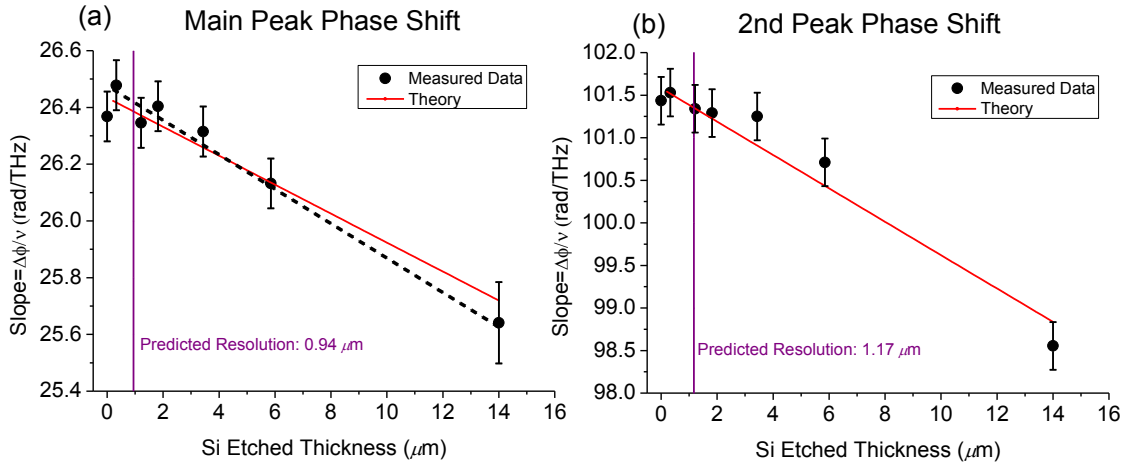 (a)
Main Peak Phase Shift
Slope=Δϕ/ν (rad/THz)
26.6
26.4
26.2
26.0
25.8
25.6
25.4
Measured Data
Theory
Predicted Resolution: 0.94 μm
0 2 4 6 8 10 12 14 16
Si Etched Thickness (μm)
(b)
2nd Peak Phase Shift
Slope=Δϕ/ν (rad/THz)
102.0
101.5
101.0
100.5
100.0
99.5
99.0
98.5
98.0
Measured Data
Theory
Predicted Resolution: 1.17 μm
0 2 4 6 8 10 12 14 16
Si Etched Thickness (μm)